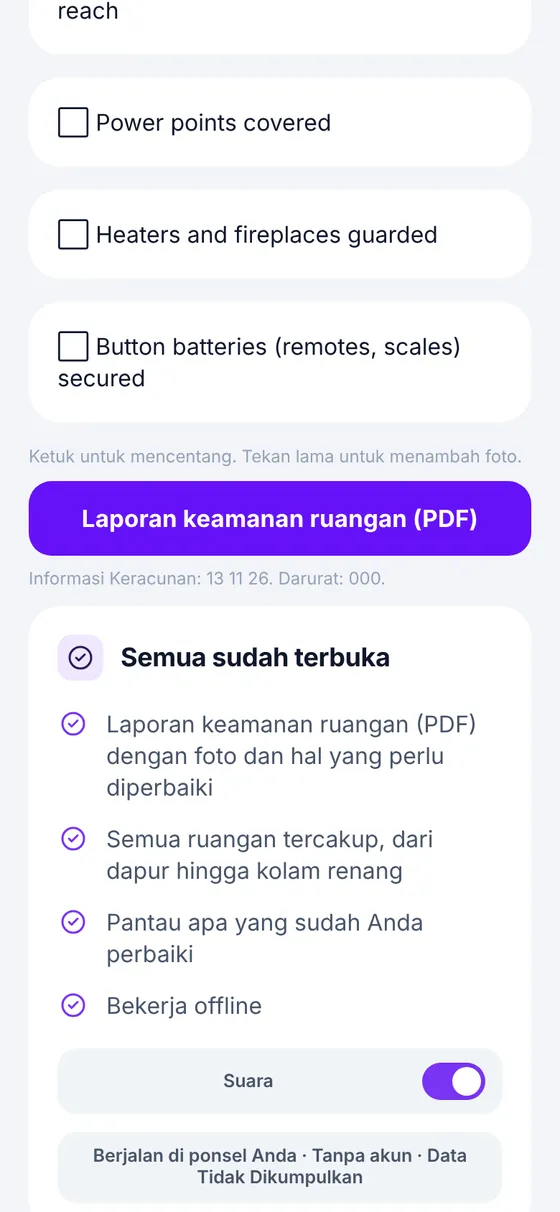 reach
Power points covered
Heaters and fireplaces guarded
Button batteries (remotes, scales)
secured
Ketuk untuk mencentang. Tekan lama untuk menambah foto.
Laporan keamanan ruangan (PDF)
Informasi Keracunan: 13 11 26. Darurat: 000.
Semua sudah terbuka
Laporan keamanan ruangan (PDF)
dengan foto dan hal yang perlu
diperbaiki
Semua ruangan tercakup, dari
dapur hingga kolam renang
Pantau apa yang sudah Anda
perbaiki
Bekerja offline
Suara
Berjalan di ponsel Anda · Tanpa akun · Data
Tidak Dikumpulkan